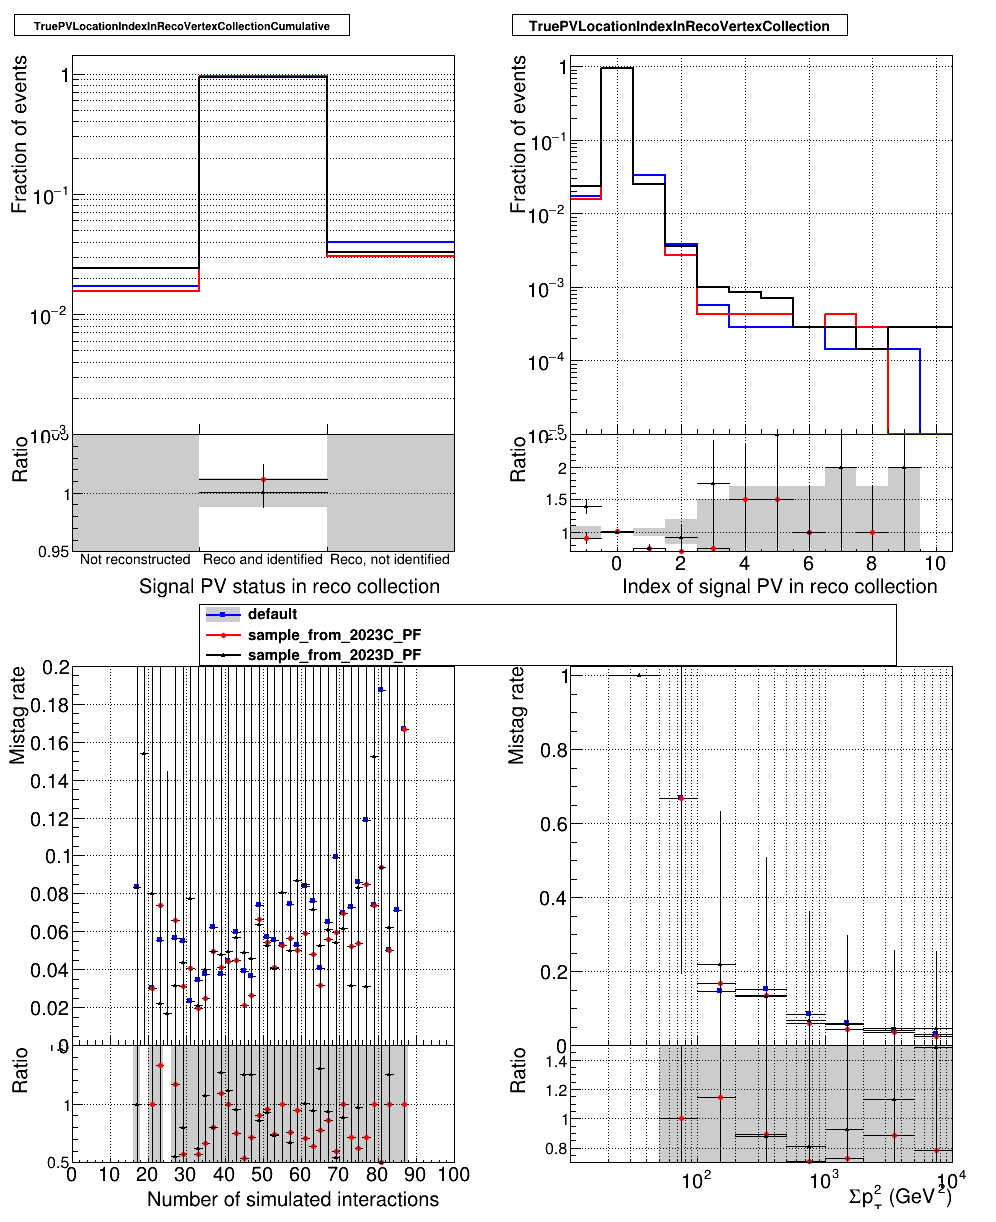 TruePVLocationIndexInRecoVertexCollectionCumulative
Fraction of events
1
10−1
10−2
10−3
Ratio
1
0.95
Not reconstructed
Reco and identified
Reco, not identified
Signal PV status in reco collection
TruePVLocationIndexInRecoVertexCollection
Fraction of events
1
10−1
10−2
10−3
10−4
10−5
Ratio
2.5
2
1.5
1
0 2 4 6 8 10
Index of signal PV in reco collection
default
sample_from_2023C_PF
sample_from_2023D_PF
Mistag rate
0.2
0.18
0.16
0.14
0.12
0.1
0.08
0.06
0.04
0.02
0
Ratio
1
0.5
0 10 20 30 40 50 60 70 80 90 100
Number of simulated interactions
Mistag rate
1
0.8
0.6
0.4
0.2
0
Ratio
1.4
1.2
1
0.8
102 103 104
Σp2T (GeV2)